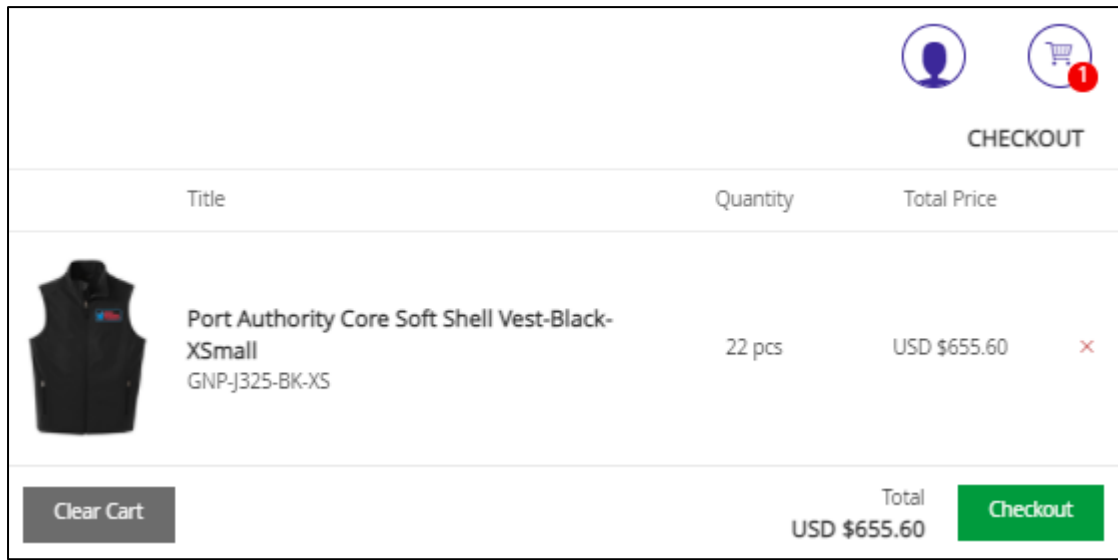 1
CHECKOUT
Title Quantity Total Price
Port Authority Core Soft Shell Vest-Black-
XSmall
GNP-J325-BK-XS
22 pcs USD $655.60 ×
Clear Cart
Total
USD $655.60
Checkout